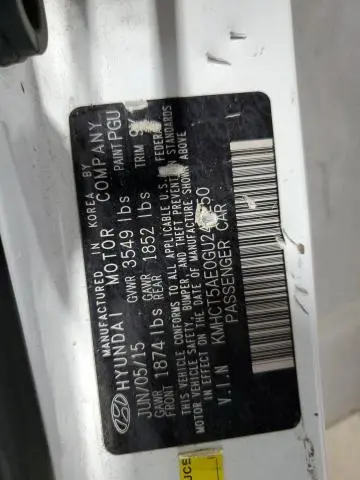 MANUFACTURED IN KOREA BY
HYUNDAI MOTOR COMPANY
JUN/05/15 GVWR 3549 lbs PAINT PGU
GAWR FRONT 1874 lbs GAWR REAR 1852 lbs TRIM
THIS VEHICLE CONFORMS TO ALL APPLICABLE U.S. FEDERAL
MOTOR VEHICLE SAFETY, BUMPER, AND THEFT PREVENTION STANDARDS
IN EFFECT ON THE DATE OF MANUFACTURE SHOWN ABOVE
V.I.N KMHCT5AE0GU2 50
PASSENGER CAR